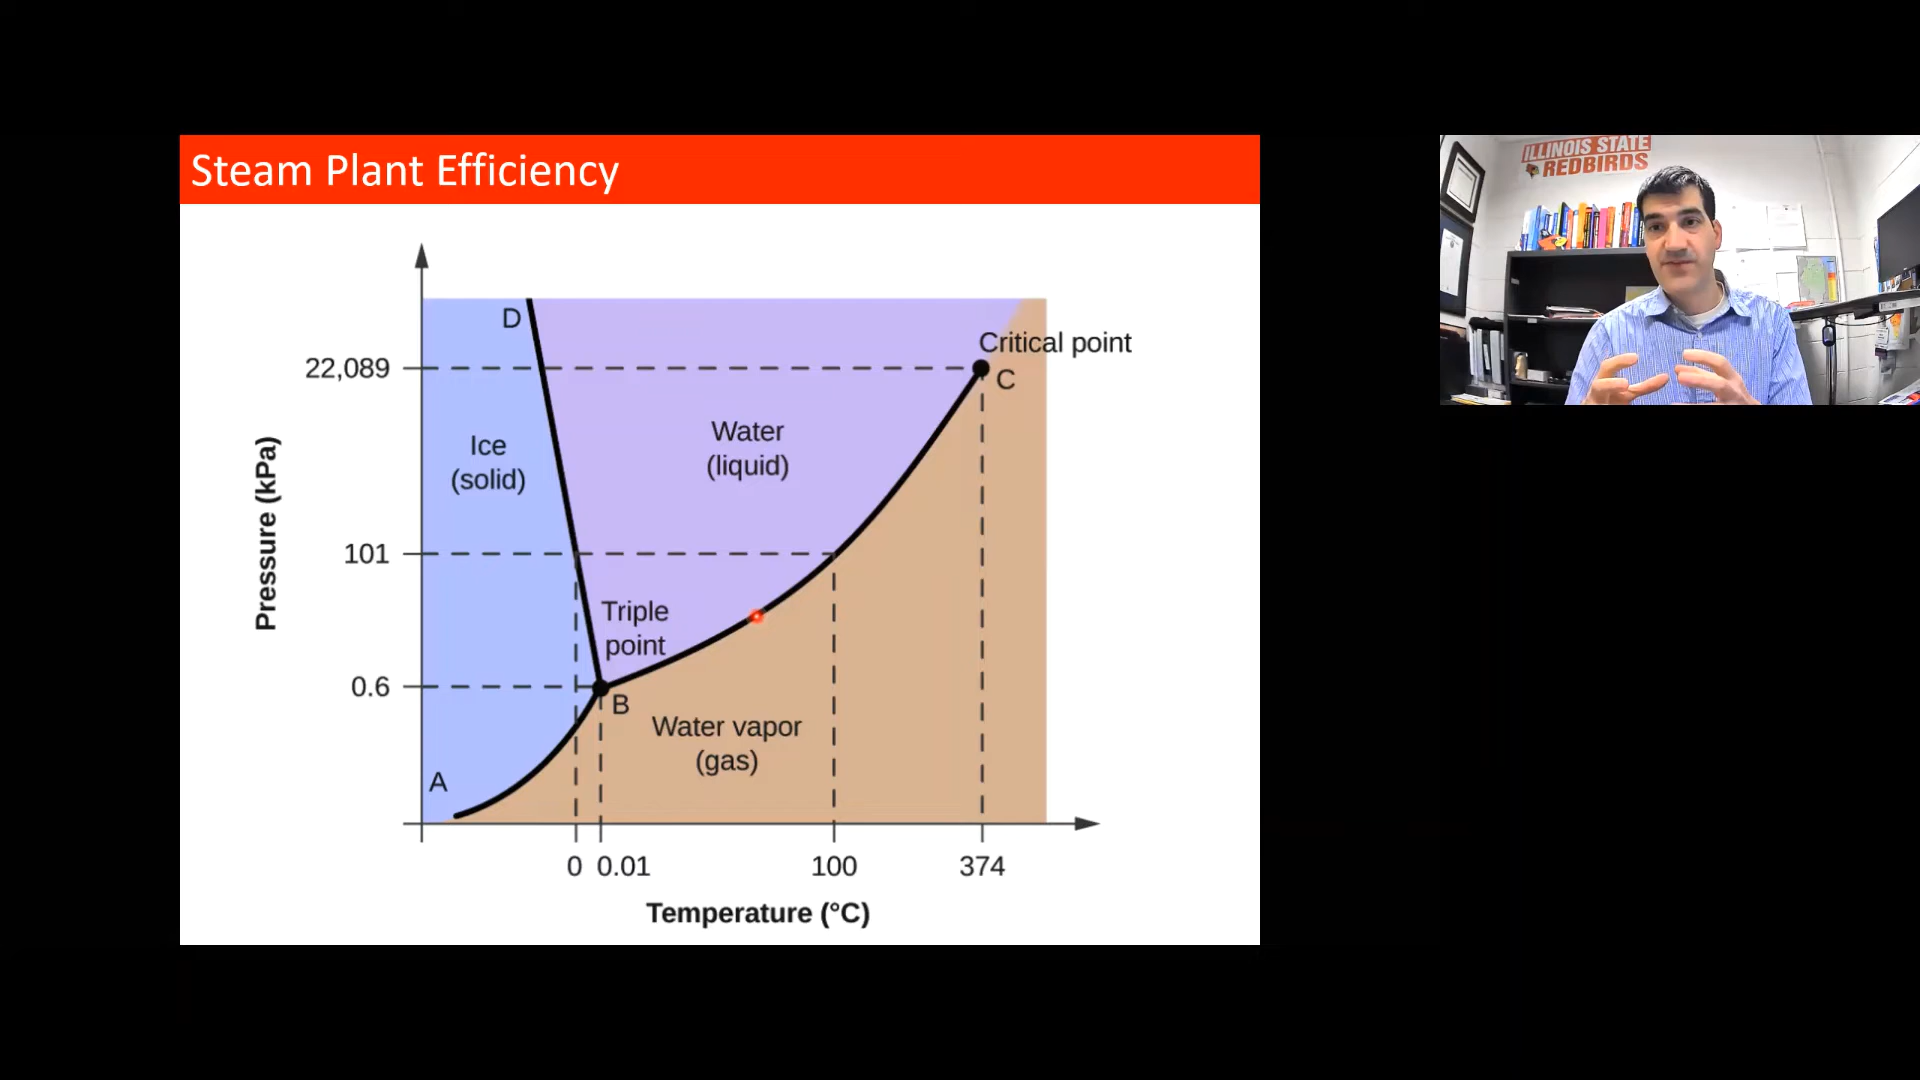 Steam Plant Efficiency
ILLINOIS STATE
REDBIRDS
D
Critical point
22,089
C
Water
(liquid)
Ice
(solid)
Pressure (kPa)
101
Triple
point
0.6
B
Water vapor
(gas)
A
0 0.01 100 374
Temperature (°C)